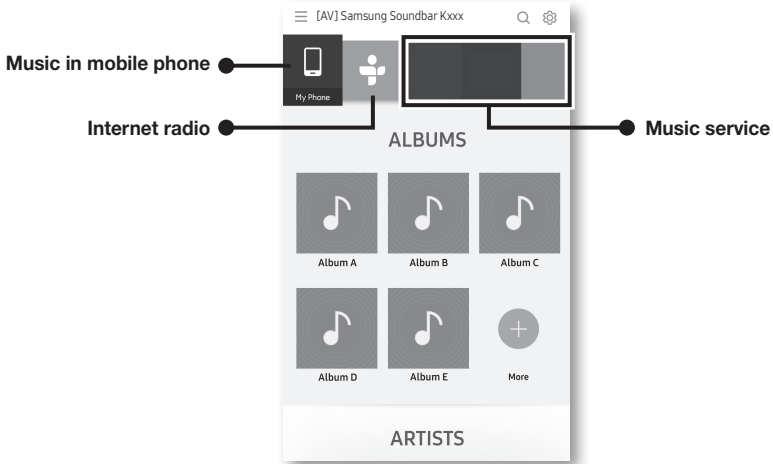 [AV] Samsung Soundbar Kxxx
Music in mobile phone
My Phone
Internet radio
Music service
ALBUMS
Album A
Album B
Album C
Album D
Album E
More
ARTISTS